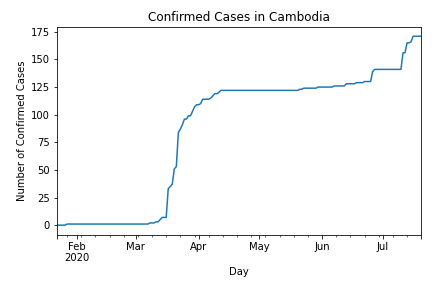 Confirmed Cases in Cambodia
Number of Confirmed Cases
175
150
125
100
75
50
25
0
Feb Mar Apr May Jun Jul
2020
Day